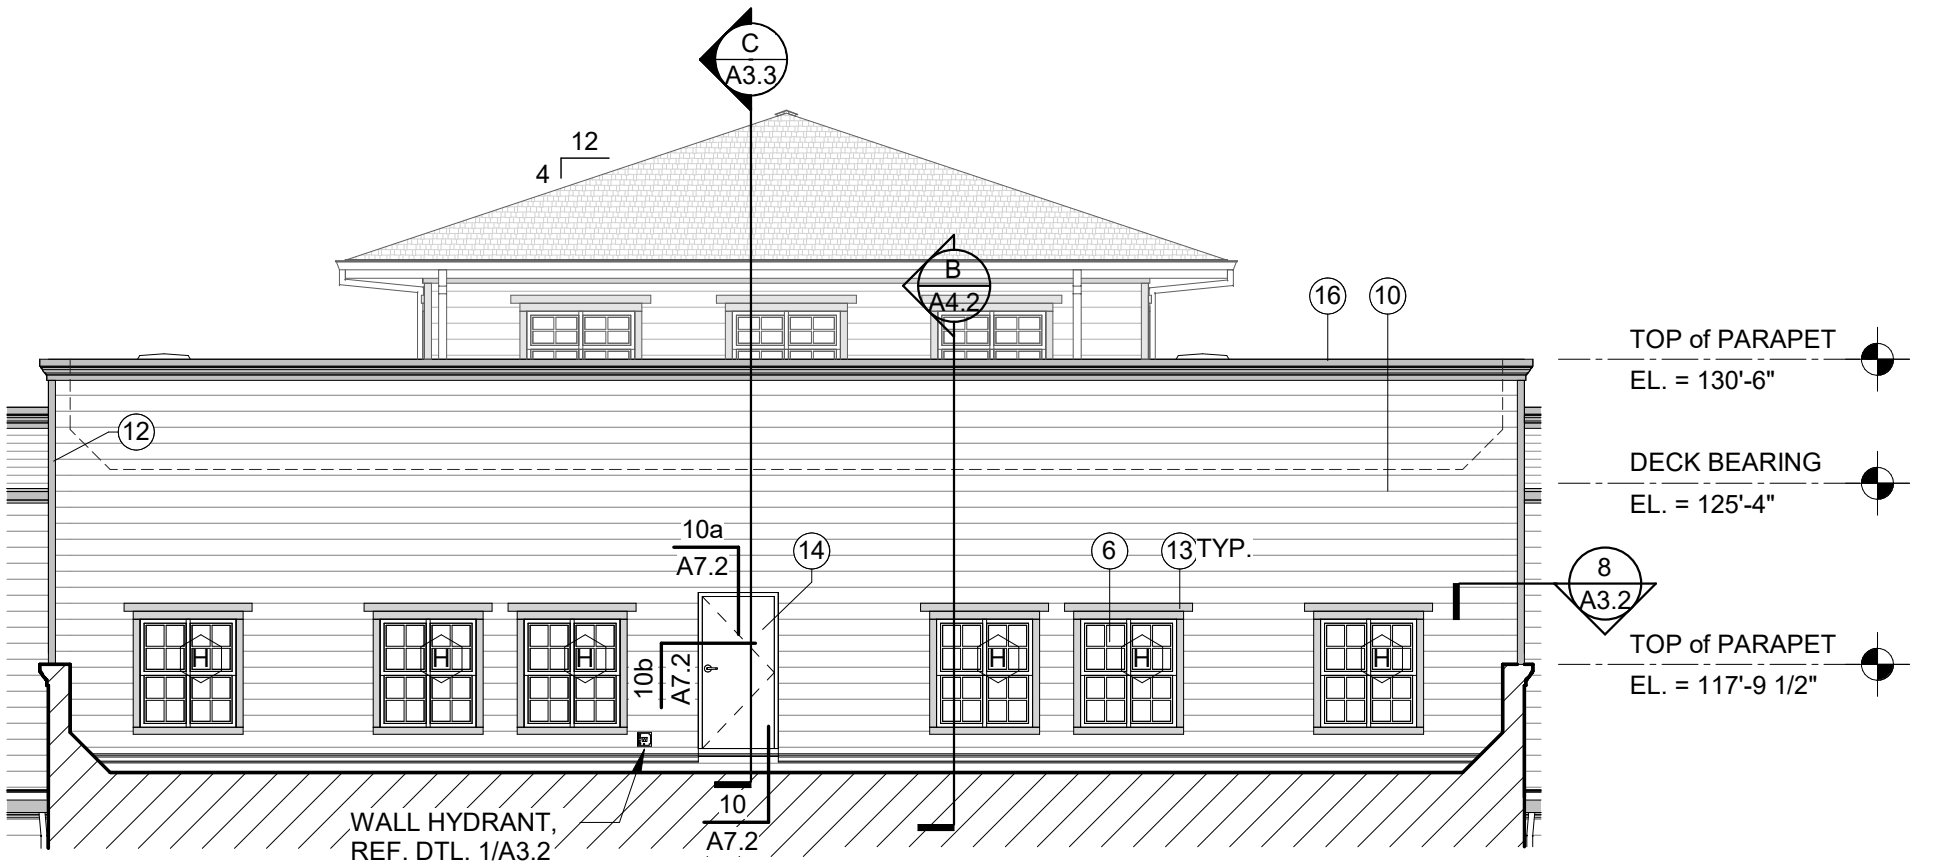 C
A3.3
12
4
B
A4.2
16
10
TOP of PARAPET
EL. = 130'-6"
12
DECK BEARING
EL. = 125'-4"
10a
A7.2
14
6
13 TYP.
8
A3.2
H
H
H
H
H
H
10b
A7.2
TOP of PARAPET
EL. = 117'-9 1/2"
10
A7.2
WALL HYDRANT,
REF. DTL. 1/A3.2